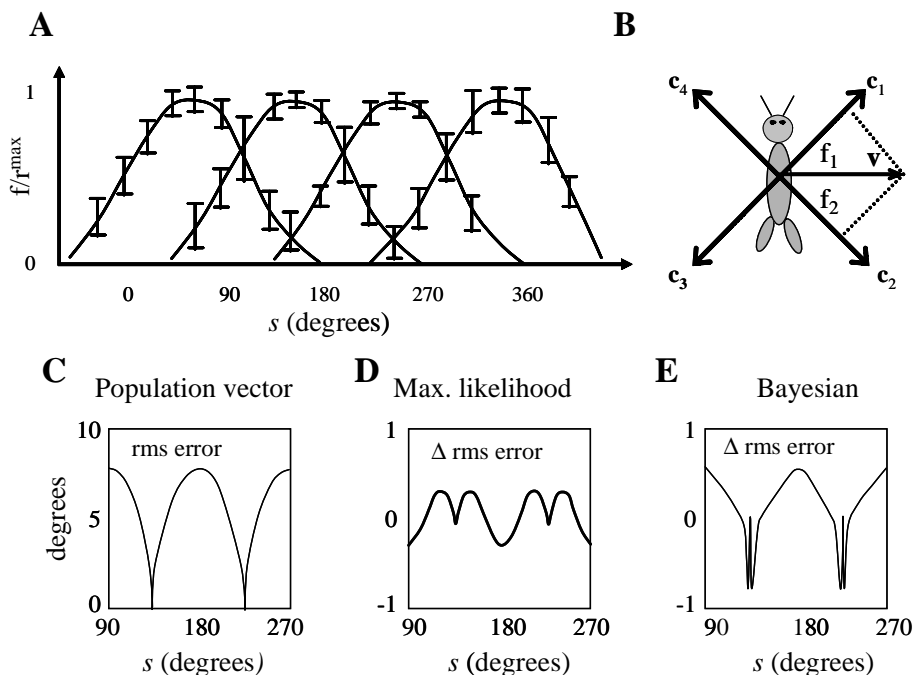 A
B
1
f/r^max
0
0 90 180 270 360
s (degrees)
c4
c1
f1
v
f2
c3
c2
C
Population vector
D
Max. likelihood
E
Bayesian
10
rms error
degrees
5
0
90 180 270
s (degrees)
1
Δ rms error
0
-1
90 180 270
s (degrees)
1
Δ rms error
0
-1
90 180 270
s (degrees)